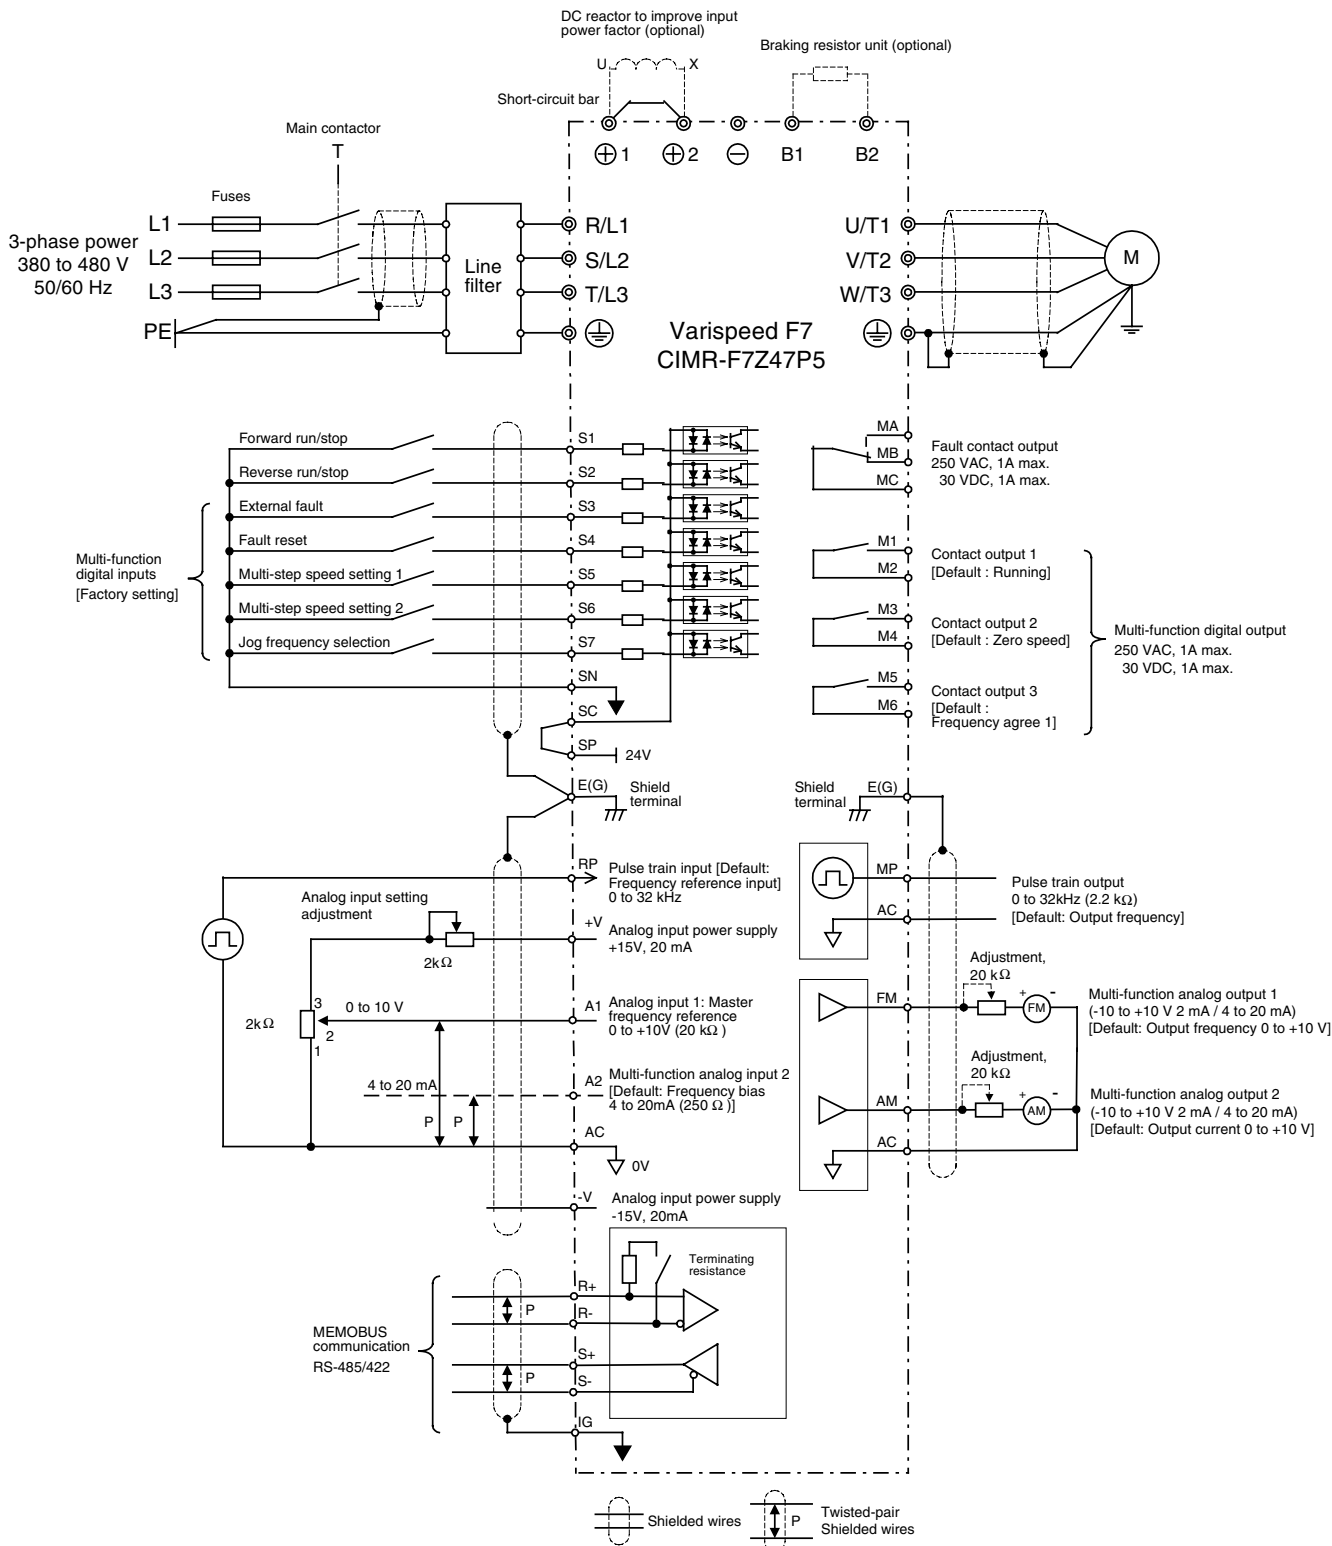 DC reactor to improve input
power factor (optional)
U
X
Braking resistor unit (optional)
Short-circuit bar
Main contactor
Fuses
⊕ 1
⊕ 2
⊖
B1
B2
3-phase power
380 to 480 V
50/60 Hz
L1
L2
L3
PE
Line
filter
R/L1
S/L2
T/L3
U/T1
V/T2
W/T3
M
Varispeed F7
CIMR-F7Z47P5
Multi-function
digital inputs
[Factory setting]
Forward run/stop
S1
Reverse run/stop
S2
External fault
S3
Fault reset
S4
Multi-step speed setting 1
S5
Multi-step speed setting 2
S6
Jog frequency selection
S7
SN
SC
SP
24V
E(G)
Shield
terminal
MA
MB
MC
Fault contact output
250 VAC, 1A max.
30 VDC, 1A max.
M1
M2
Contact output 1
[Default : Running]
M3
M4
Contact output 2
[Default : Zero speed]
M5
M6
Contact output 3
[Default :
Frequency agree 1]
Multi-function digital output
250 VAC, 1A max.
30 VDC, 1A max.
Shield
terminal
E(G)
RP
Pulse train input [Default:
Frequency reference input]
0 to 32 kHz
Analog input setting
adjustment
2kΩ
+V
Analog input power supply
+15V, 20 mA
2kΩ
3
2
1
0 to 10 V
A1
Analog input 1: Master
frequency reference
0 to +10V (20 kΩ )
4 to 20 mA
P
P
A2
Multi-function analog input 2
[Default: Frequency bias
4 to 20mA (250 Ω )]
AC
0V
-V
Analog input power supply
-15V, 20mA
MP
AC
Pulse train output
0 to 32kHz (2.2 kΩ)
[Default: Output frequency]
Adjustment,
20 kΩ
FM
+
FM
-
Multi-function analog output 1
(-10 to +10 V 2 mA / 4 to 20 mA)
[Default: Output frequency 0 to +10 V]
Adjustment,
20 kΩ
AM
+
AM
-
Multi-function analog output 2
(-10 to +10 V 2 mA / 4 to 20 mA)
[Default: Output current 0 to +10 V]
AC
MEMOBUS
communication
RS-485/422
P
P
R+
R-
S+
S-
IG
Terminating
resistance
Shielded wires
P
Twisted-pair
Shielded wires